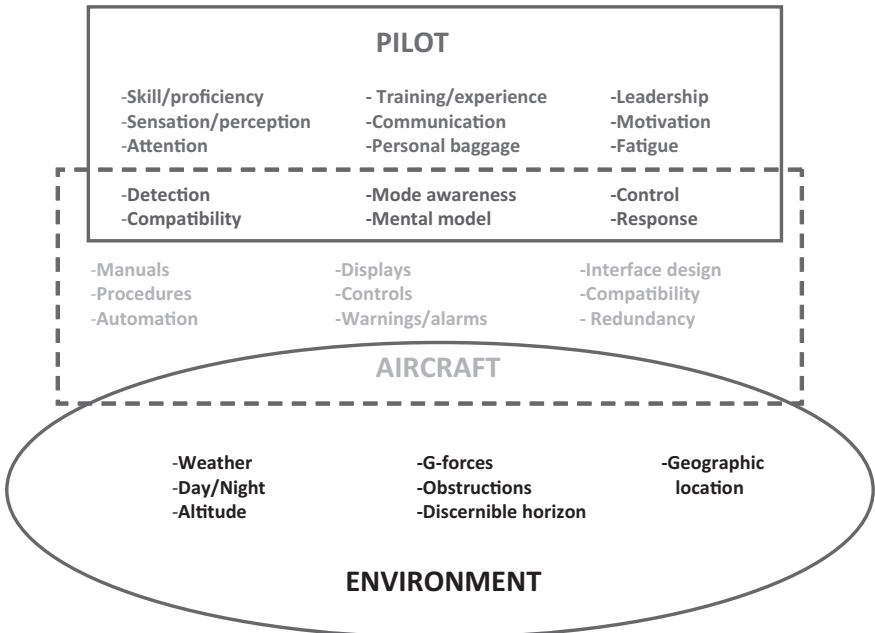 PILOT
-Skill/proficiency - Training/experience -Leadership
-Sensation/perception -Communication -Motivation
-Attention -Personal baggage -Fatigue
-Detection -Mode awareness -Control
-Compatibility -Mental model -Response
-Manuals -Displays -Interface design
-Procedures -Controls -Compatibility
-Automation -Warnings/alarms - Redundancy
AIRCRAFT
-Weather -G-forces -Geographic
-Day/Night -Obstructions location
-Altitude -Discernible horizon
ENVIRONMENT